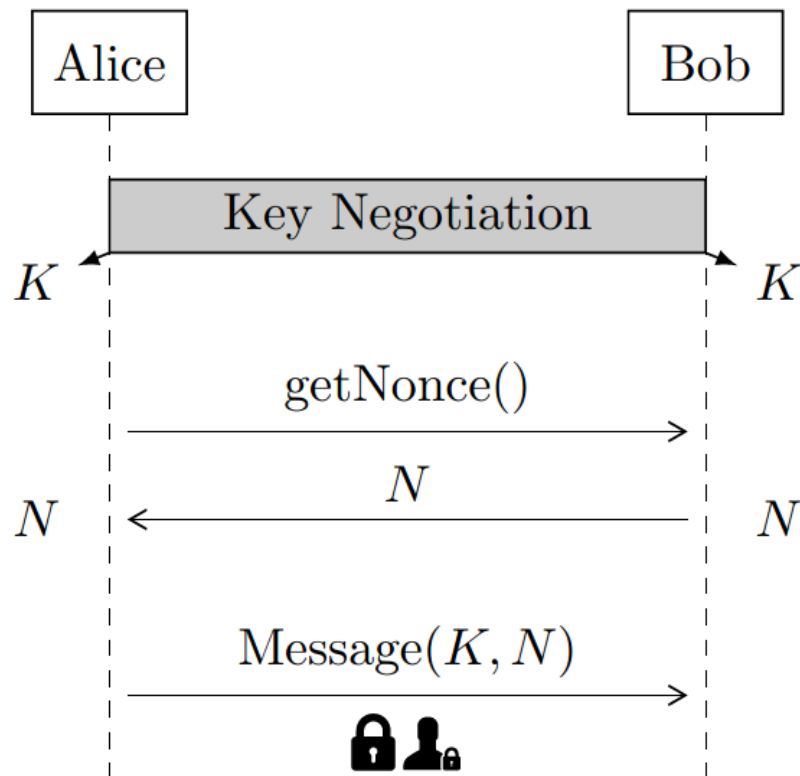 Alice
Bob
Key Negotiation
K
K
getNonce()
N
N
N
Message(K, N)